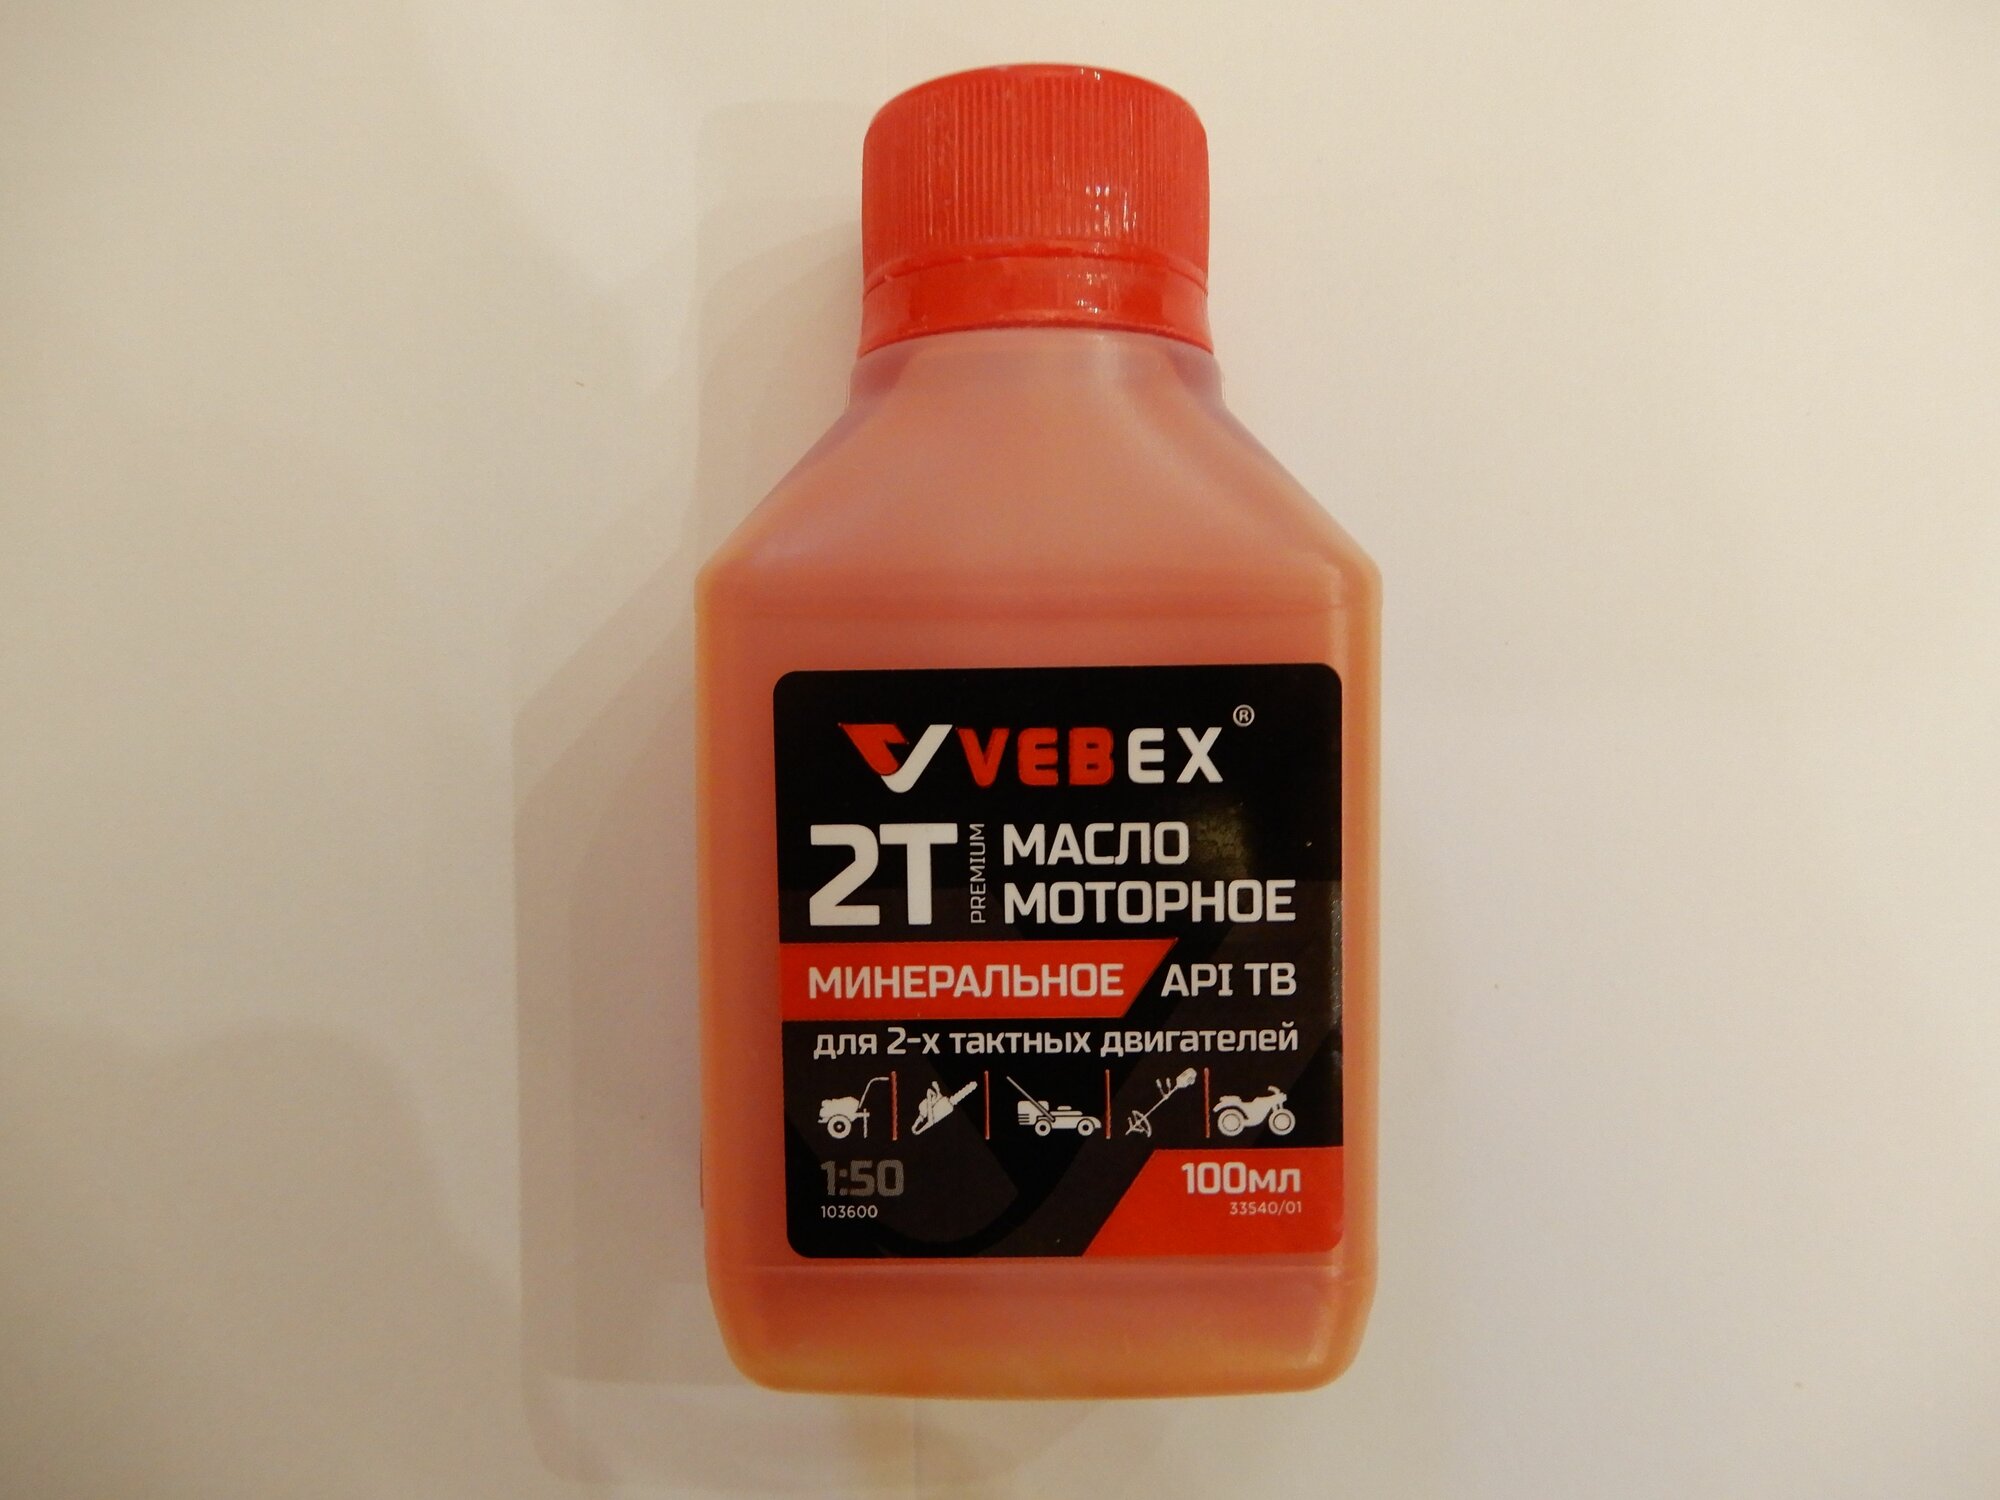 VEBEX®
2T PREMIUM МАСЛО
МОТОРНОЕ
МИНЕРАЛЬНОЕ API TB
для 2-х тактных двигателей
1:50 100мл
103600 33540/01